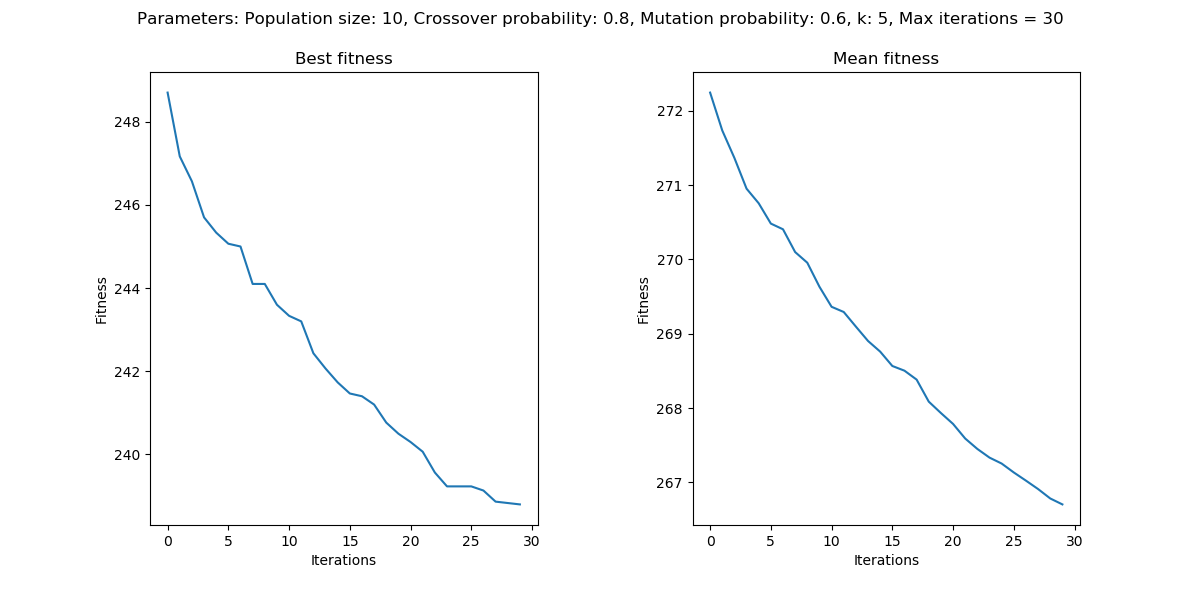 Parameters: Population size: 10, Crossover probability: 0.8, Mutation probability: 0.6, k: 5, Max iterations = 30
Best fitness
Fitness
248
246
244
242
240
0 5 10 15 20 25 30
Iterations
Mean fitness
Fitness
272
271
270
269
268
267
0 5 10 15 20 25 30
Iterations